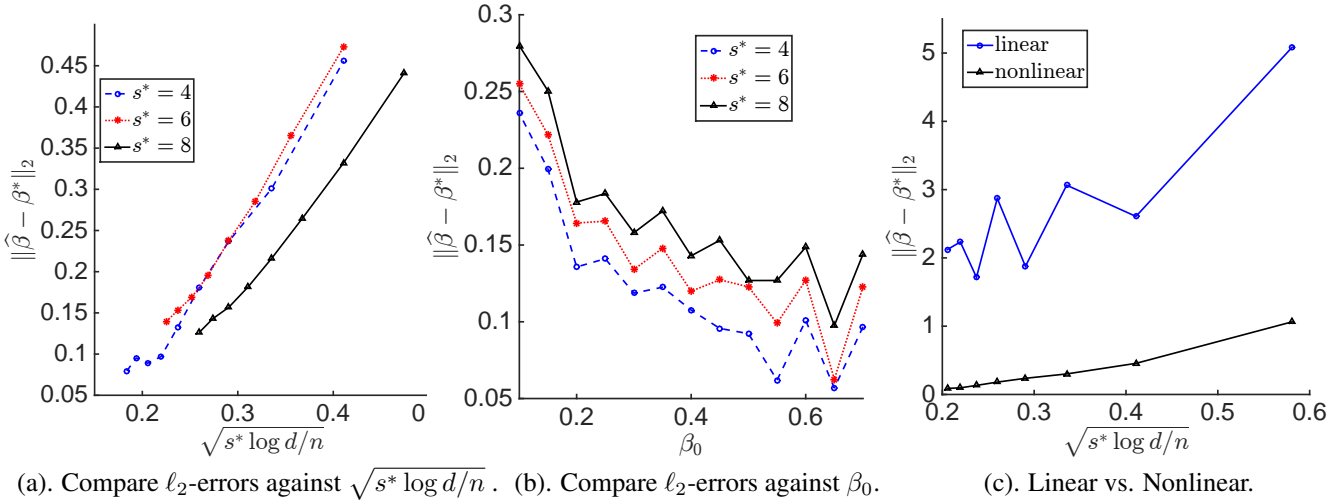 0.45
0.4
0.35
0.3
0.25
0.2
0.15
0.1
0.05
‖β̂ − β*‖₂
s* = 4
s* = 6
s* = 8
0.2 0.3 0.4 0
√(s* log d/n)
(a). Compare ℓ₂-errors against √(s* log d/n) .
0.3
0.25
0.2
0.15
0.1
0.05
‖β̂ − β*‖₂
s* = 4
s* = 6
s* = 8
0.2 0.4 0.6
β₀
(b). Compare ℓ₂-errors against β₀.
5
4
3
2
1
0
‖β̂ − β*‖₂
linear
nonlinear
0.2 0.3 0.4 0.5 0.6
√(s* log d/n)
(c). Linear vs. Nonlinear.